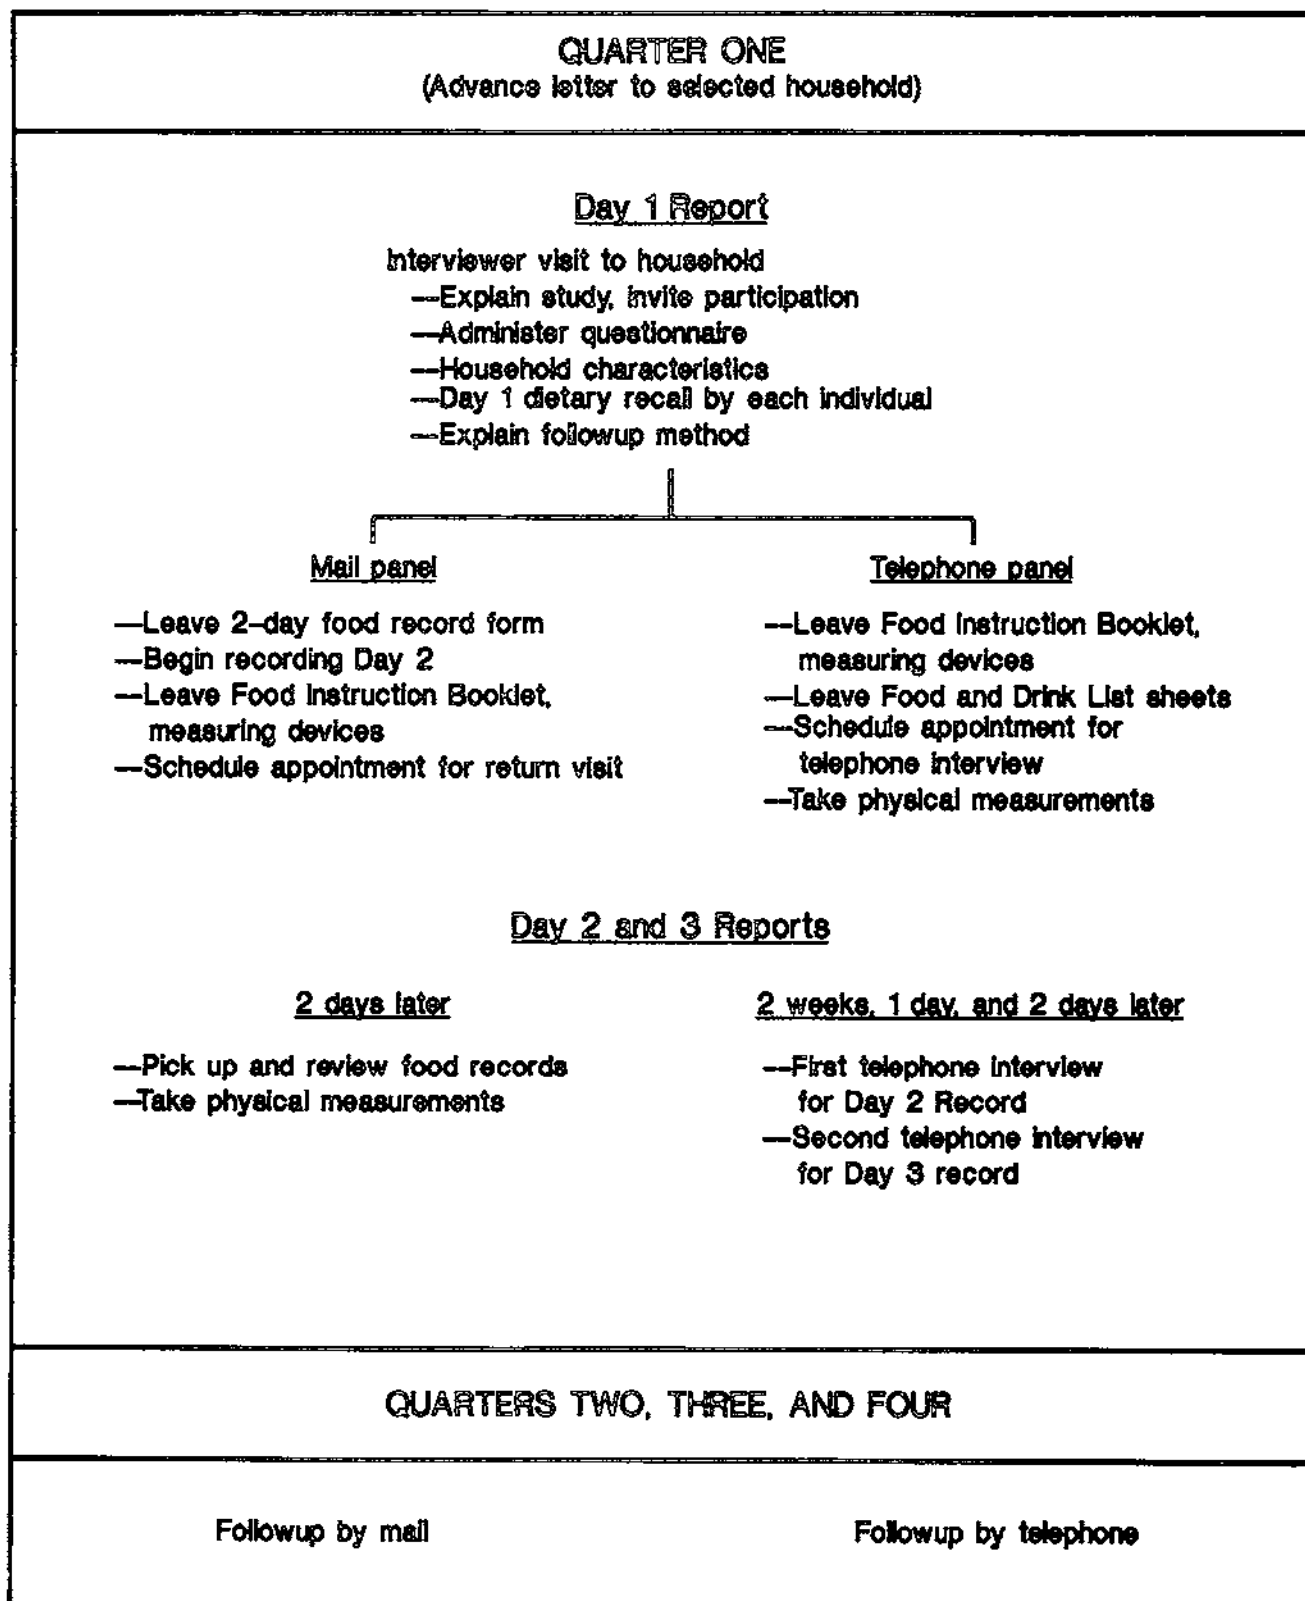 QUARTER ONE
(Advance letter to selected household)
Day 1 Report
Interviewer visit to household
—Explain study, invite participation
—Administer questionnaire
—Household characteristics
—Day 1 dietary recall by each individual
—Explain followup method
Mail panel
—Leave 2-day food record form
—Begin recording Day 2
—Leave Food Instruction Booklet,
measuring devices
—Schedule appointment for return visit
Telephone panel
—Leave Food Instruction Booklet,
measuring devices
—Leave Food and Drink List sheets
—Schedule appointment for
telephone interview
—Take physical measurements
Day 2 and 3 Reports
2 days later
—Pick up and review food records
—Take physical measurements
2 weeks, 1 day, and 2 days later
—First telephone interview
for Day 2 Record
—Second telephone interview
for Day 3 record
QUARTERS TWO, THREE, AND FOUR
Followup by mail
Followup by telephone